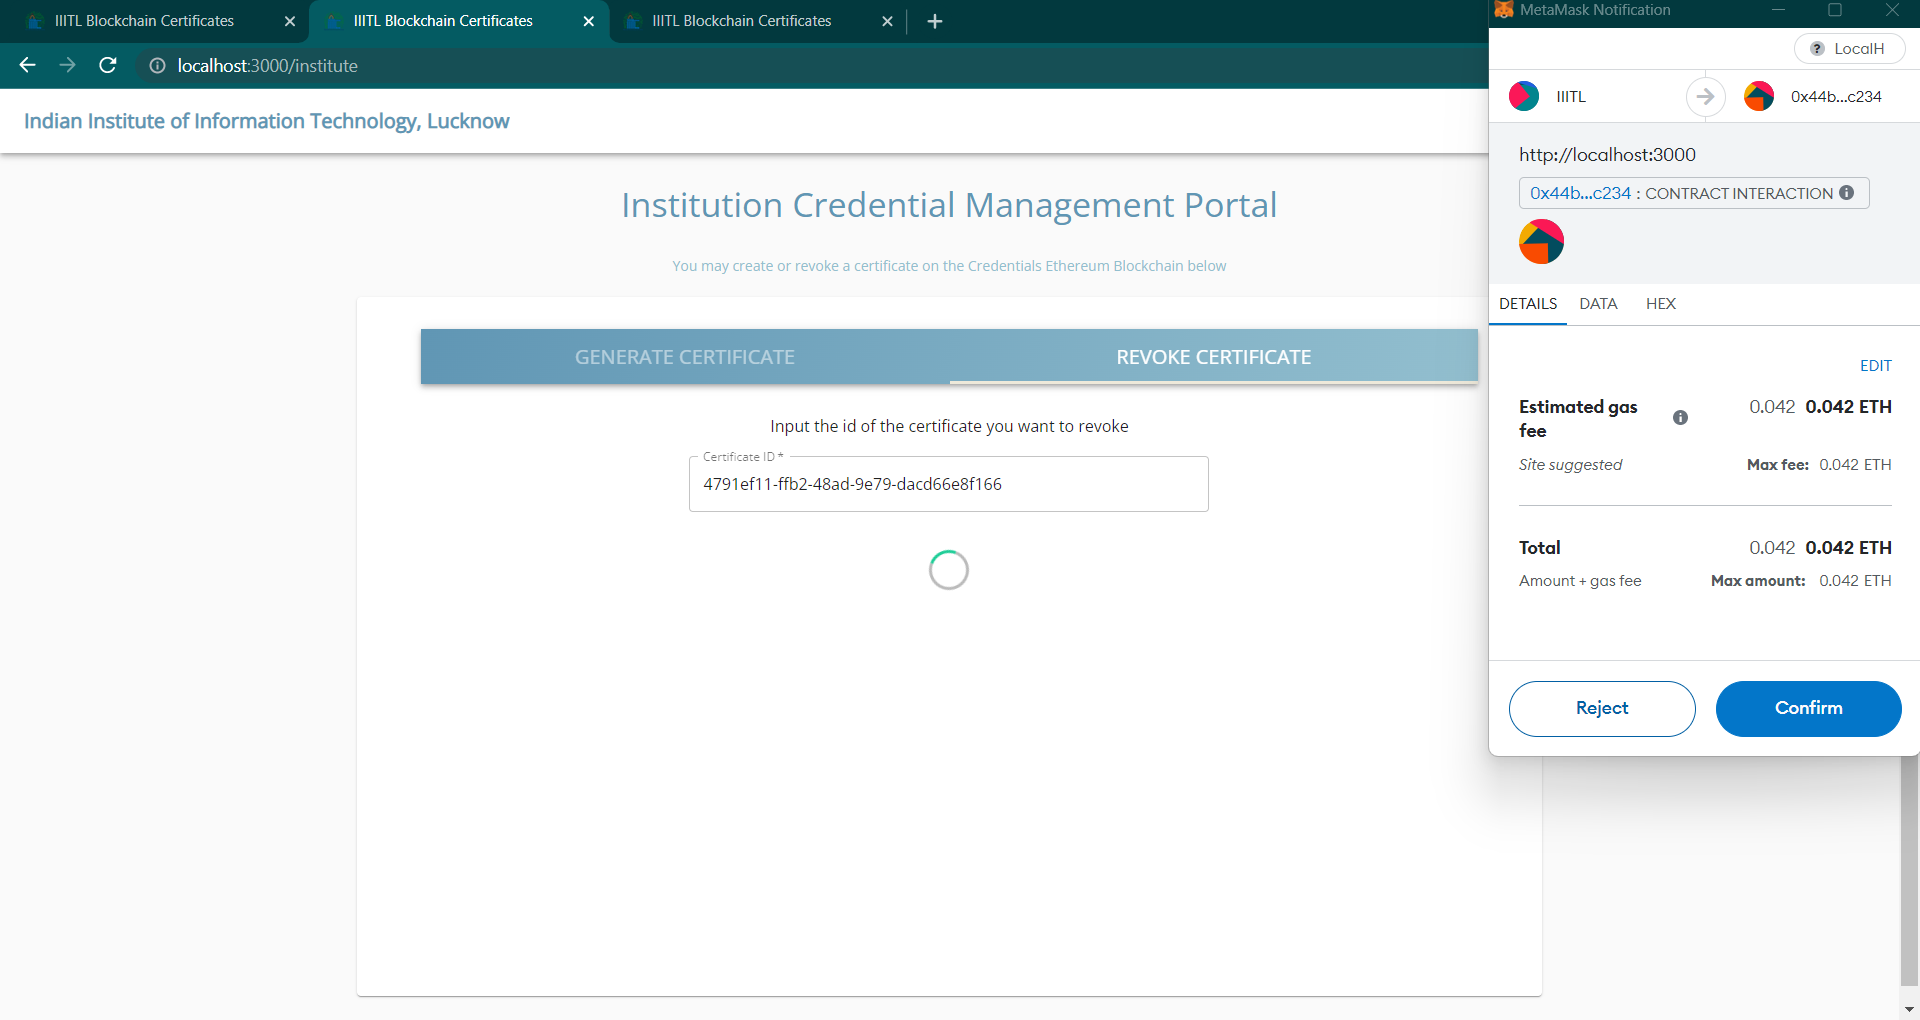 IIITL Blockchain Certificates
IIITL Blockchain Certificates
IIITL Blockchain Certificates
localhost:3000/institute
Indian Institute of Information Technology, Lucknow
Institution Credential Management Portal
You may create or revoke a certificate on the Credentials Ethereum Blockchain below
GENERATE CERTIFICATE
REVOKE CERTIFICATE
Input the id of the certificate you want to revoke
Certificate ID *
4791ef11-ffb2-48ad-9e79-dacd66e8f166
MetaMask Notification
? LocalH
IIITL
0x44b...c234
http://localhost:3000
0x44b...c234 : CONTRACT INTERACTION
DETAILS DATA HEX
EDIT
Estimated gas fee
0.042 0.042 ETH
Site suggested
Max fee: 0.042 ETH
Total
0.042 0.042 ETH
Amount + gas fee
Max amount: 0.042 ETH
Reject
Confirm